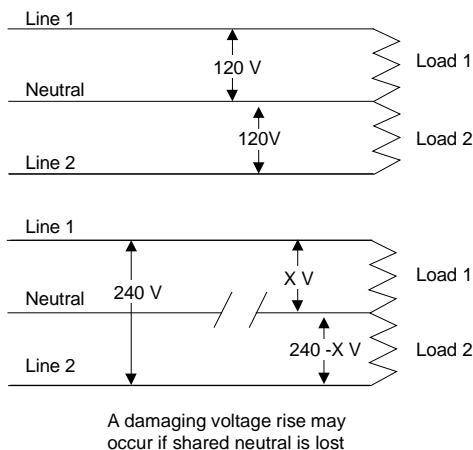 Line 1
120 V
Load 1
Neutral
120V
Load 2
Line 2
Line 1
X V
Load 1
240 V
Neutral
240 -X V
Load 2
Line 2
A damaging voltage rise may
occur if shared neutral is lost